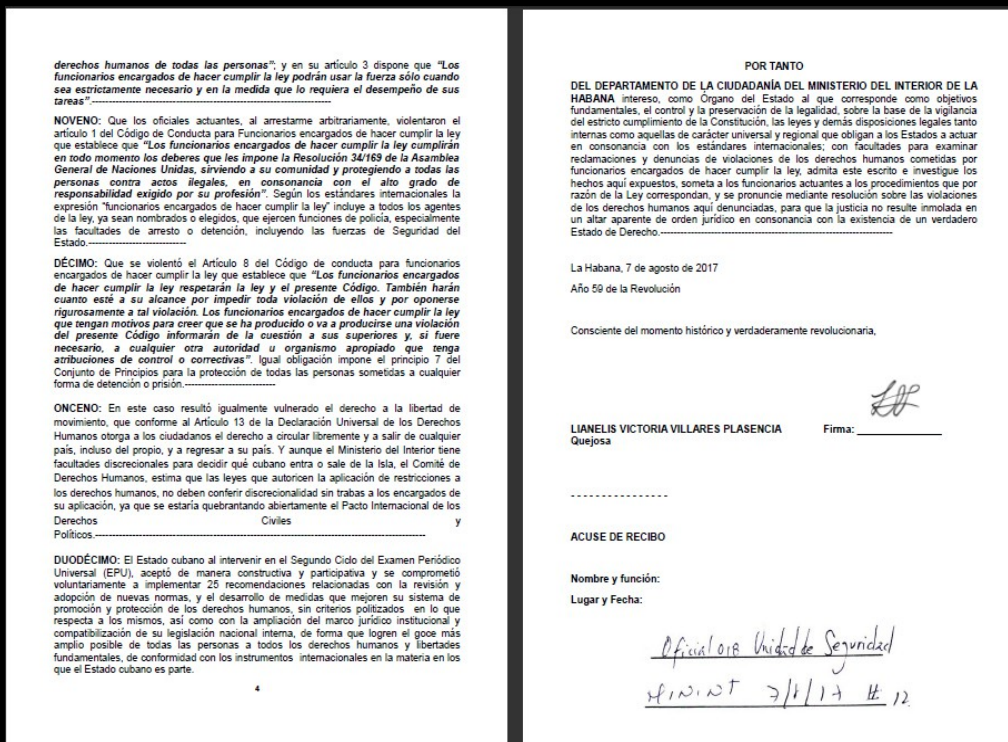 derechos humanos de todas las personas”; y en su artículo 3 dispone que “Los
funcionarios encargados de hacer cumplir la ley podrán usar la fuerza sólo cuando
sea estrictamente necesario y en la medida que lo requiera el desempeño de sus
tareas”.-----------------------------------------------------------
NOVENO: Que los oficiales actuantes, al arrestarme arbitrariamente, violentaron el
artículo 1 del Código de Conducta para Funcionarios encargados de hacer cumplir la ley
que establece que “Los funcionarios encargados de hacer cumplir la ley cumplirán
en todo momento los deberes que les impone la Resolución 34/169 de la Asamblea
General de Naciones Unidas, sirviendo a su comunidad y protegiendo a todas las
personas contra actos ilegales, en consonancia con el alto grado de
responsabilidad exigido por su profesión”. Según los estándares internacionales la
expresión “funcionarios encargados de hacer cumplir la ley” incluye a todos los agentes
de la ley, ya sean nombrados o elegidos, que ejercen funciones de policía, especialmente
las facultades de arresto o detención, incluyendo las fuerzas de Seguridad del
Estado.---------------------------
DÉCIMO: Que se violentó el Artículo 8 del Código de conducta para funcionarios
encargados de hacer cumplir la ley que establece que “Los funcionarios encargados
de hacer cumplir la ley respetarán la ley y el presente Código. También harán
cuanto esté a su alcance por impedir toda violación de ellos y por oponerse
rigurosamente a tal violación. Los funcionarios encargados de hacer cumplir la ley
que tengan motivos para creer que se ha producido o va a producirse una violación
del presente Código informarán de la cuestión a sus superiores y, si fuere
necesario, a cualquier otra autoridad u organismo apropiado que tenga
atribuciones de control o correctivas”. Igual obligación impone el principio 7 del
Conjunto de Principios para la protección de todas las personas sometidas a cualquier
forma de detención o prisión.--------------------------
ONCENO: En este caso resultó igualmente vulnerado el derecho a la libertad de
movimiento, que conforme al Artículo 13 de la Declaración Universal de los Derechos
Humanos otorga a los ciudadanos el derecho a circular libremente y a salir de cualquier
país, incluso del propio, y a regresar a su país. Y aunque el Ministerio del Interior tiene
facultades discrecionales para decidir qué cubano entra o sale de la Isla, el Comité de
Derechos Humanos, estima que las leyes que autoricen la aplicación de restricciones a
los derechos humanos, no deben conferir discrecionalidad sin trabas a los encargados de
su aplicación, ya que se estaría quebrantando abiertamente el Pacto Internacional de los
Derechos Civiles y
Políticos.-----------------------------------------------------------------------------------
DUODÉCIMO: El Estado cubano al intervenir en el Segundo Ciclo del Examen Periódico
Universal (EPU), aceptó de manera constructiva y participativa y se comprometió
voluntariamente a implementar 25 recomendaciones relacionadas con la revisión y
adopción de nuevas normas, y el desarrollo de medidas que mejoren su sistema de
promoción y protección de los derechos humanos, sin criterios politizados en lo que
respecta a los mismos, así como con la ampliación del marco jurídico institucional y
compatibilización de su legislación nacional interna, de forma que logren el goce más
amplio posible de todas las personas a todos los derechos humanos y libertades
fundamentales, de conformidad con los instrumentos internacionales en la materia en los
que el Estado cubano es parte.
4
POR TANTO
DEL DEPARTAMENTO DE LA CIUDADANÍA DEL MINISTERIO DEL INTERIOR DE LA
HABANA intereso, como Órgano del Estado al que corresponde como objetivos
fundamentales, el control y la preservación de la legalidad, sobre la base de la vigilancia
del estricto cumplimiento de la Constitución, las leyes y demás disposiciones legales tanto
internas como aquellas de carácter universal y regional que obligan a los Estados a actuar
en consonancia con los estándares internacionales; con facultades para examinar
reclamaciones y denuncias de violaciones de los derechos humanos cometidas por
funcionarios encargados de hacer cumplir la ley, admita este escrito e investigue los
hechos aquí expuestos, someta a los funcionarios actuantes a los procedimientos que por
razón de la Ley correspondan, y se pronuncie mediante resolución sobre las violaciones
de los derechos humanos aquí denunciadas, para que la justicia no resulte inmolada en
un altar aparente de orden jurídico en consonancia con la existencia de un verdadero
Estado de Derecho.---------------------------------------------------------
La Habana, 7 de agosto de 2017
Año 59 de la Revolución
Consciente del momento histórico y verdaderamente revolucionaria,
LIANELIS VICTORIA VILLARES PLASENCIA Firma:
Quejosa
----------------
ACUSE DE RECIBO
Nombre y función:
Lugar y Fecha:
Oficial 018 Unidad de Seguridad
MININT 7/8/17 12